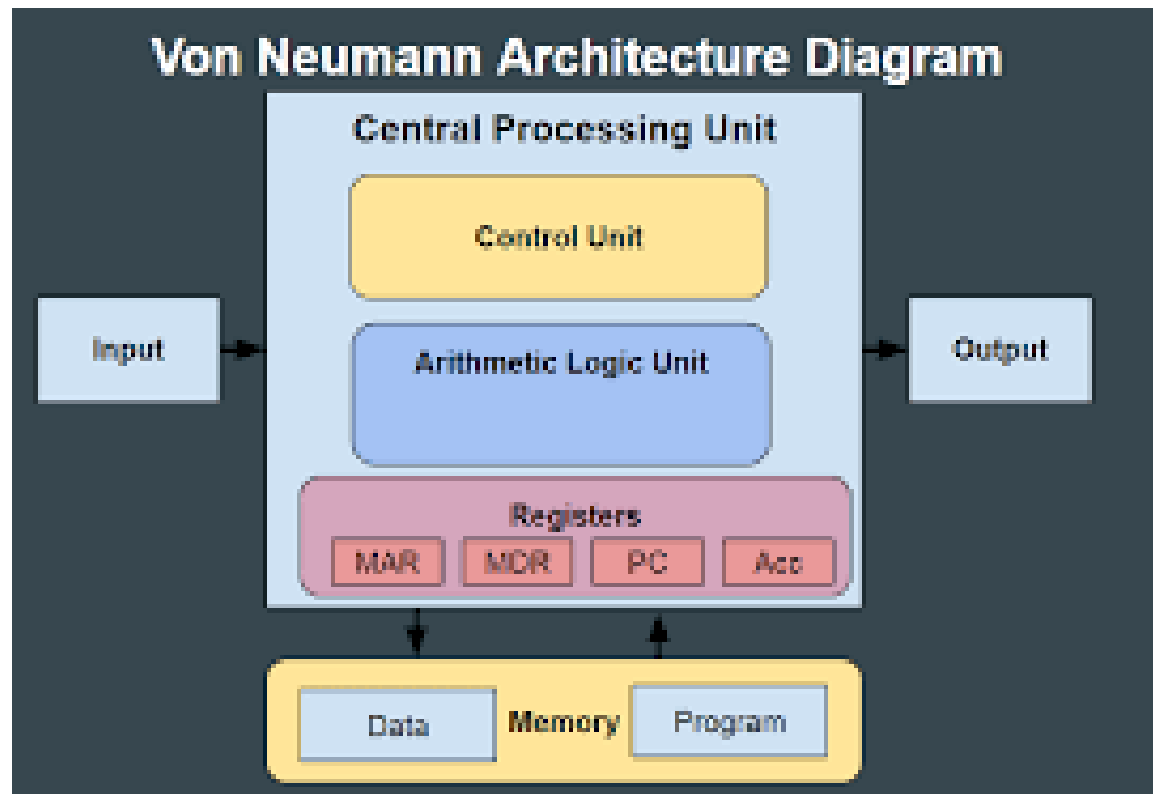 Von Neumann Architecture Diagram
Central Processing Unit
Control Unit
Input
Arithmetic Logic Unit
Output
Registers
MAR
MDR
PC
Acc
Data
Memory
Program